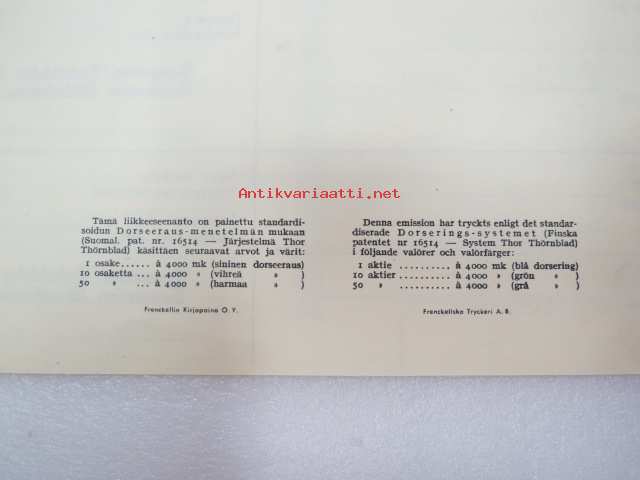 Antikvariaatti.net
Tämä liikkeeseenanto on painettu standardi-
soidun Dorseeraus-menetelmän mukaan
(Suomal. pat. nr. 16514 — Järjestelmä Thor
Thörnblad) käsittäen seuraavat arvot ja värit:
1 osake...... à 4000 mk (sininen dorseeraus)
10 osaketta ... à 4000 » (vihreä » )
50 » ... à 4000 » (harmaa » )
Frenckellin Kirjapaino O. Y.
Denna emission har tryckts enligt det standar-
diserade Dorserings-systemet (Finska
patentet nr 16514 — System Thor Thörnblad)
i följande valörer och valörfärger:
1 aktie .......... à 4000 mk (blå dorsering)
10 aktier .......... à 4000 » (grön » )
50 » .......... à 4000 » (grå » )
Frenckellska Tryckeri A. B.